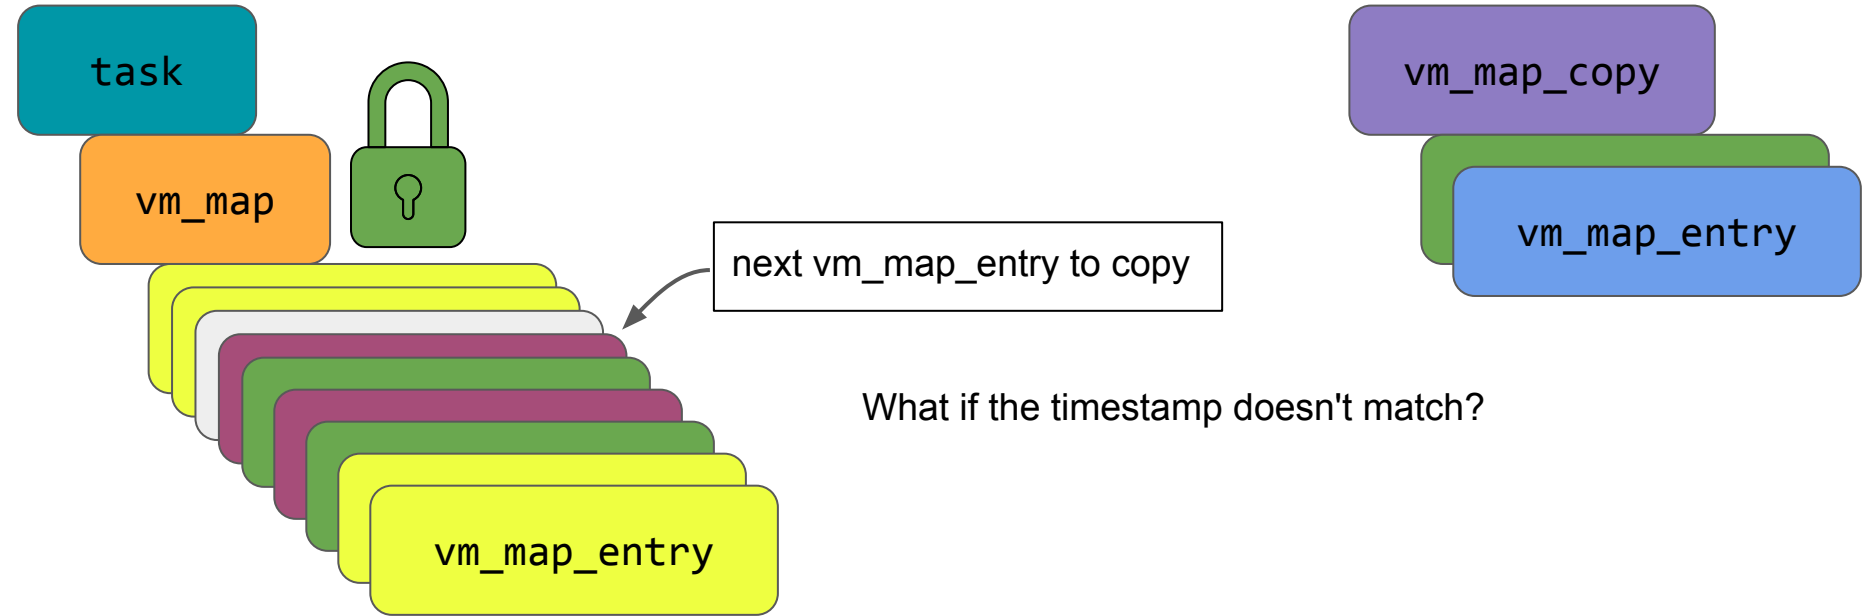 task
vm_map_copy
vm_map
vm_map_entry
next vm_map_entry to copy
What if the timestamp doesn't match?
vm_map_entry